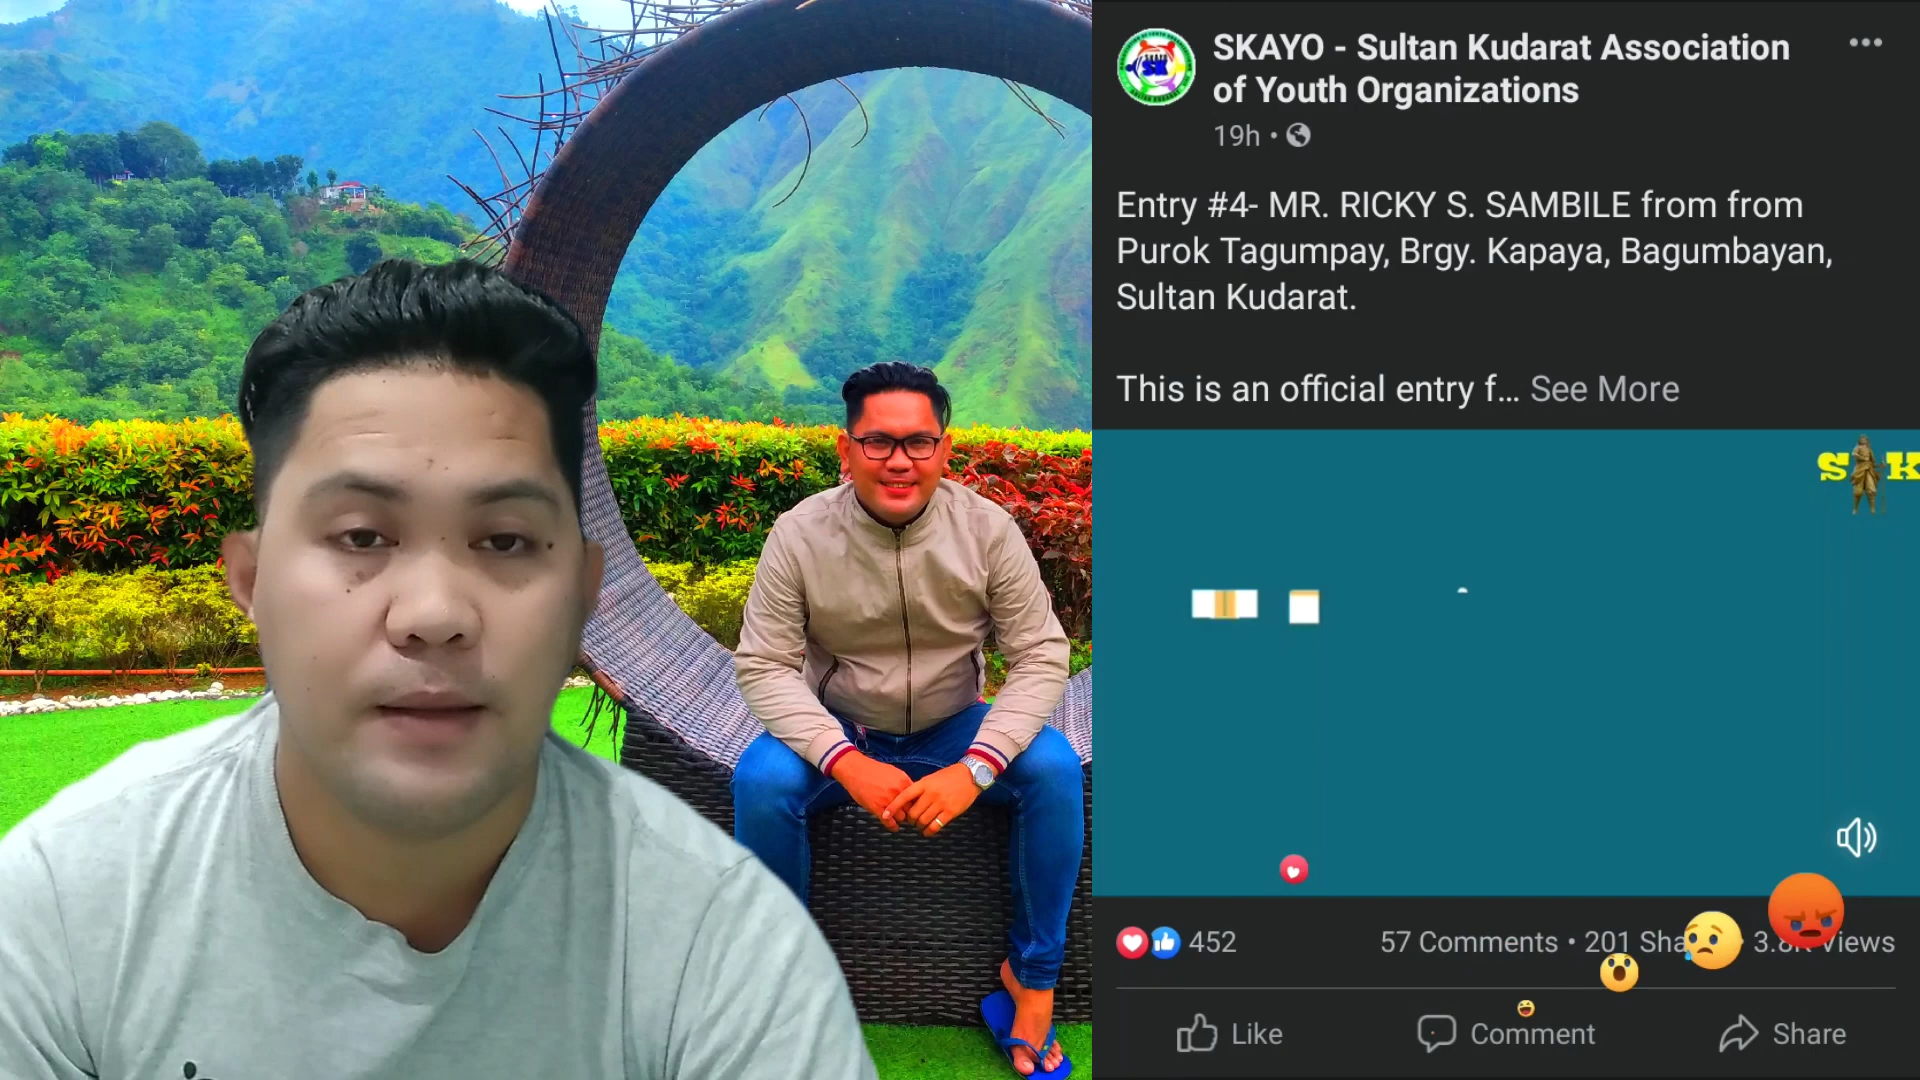 SKAYO - Sultan Kudarat Association
of Youth Organizations
19h •
Entry #4- MR. RICKY S. SAMBILE from from
Purok Tagumpay, Brgy. Kapaya, Bagumbayan,
Sultan Kudarat.
This is an official entry f... See More
S K
452
57 Comments • 201 Sha
3.8K Views
Like
Comment
Share